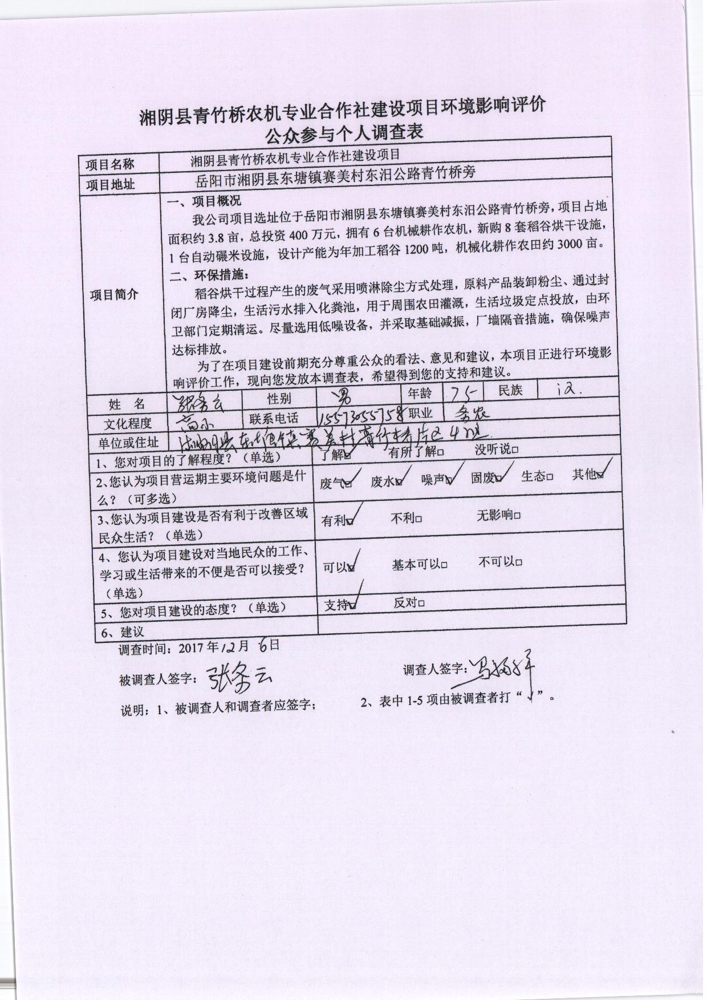 湘阴县青竹桥农机专业合作社建设项目环境影响评价
公众参与个人调查表
项目名称 湘阴县青竹桥农机专业合作社建设项目
项目地址 岳阳市湘阴县东塘镇赛美村东汨公路青竹桥旁
项目简介
一、项目概况
我公司项目选址位于岳阳市湘阴县东塘镇赛美村东汨公路青竹桥旁，项目占地
面积约 3.8 亩，总投资 400 万元，拥有 6 台机械耕作农机，新购 8 套稻谷烘干设施，
1 台自动碾米设施，设计产能为年加工稻谷 1200 吨，机械化耕作农田约 3000 亩。
二、环保措施：
稻谷烘干过程产生的废气采用喷淋除尘方式处理，原料产品装卸粉尘、通过封
闭厂房降尘，生活污水排入化粪池，用于周围农田灌溉，生活垃圾定点投放，由环
卫部门定期清运。尽量选用低噪设备，并采取基础减振，厂墙隔音措施，确保噪声
达标排放。
为了在项目建设前期充分尊重公众的看法、意见和建议，本项目正进行环境影
响评价工作，现向您发放本调查表，希望得到您的支持和建议。
姓 名 张 云 性别 男 年龄 75 民族 汉.
文化程度 高小 联系电话 15573055758 职业 务农
单位或住址 县东塘镇赛美村青竹桥片区4组
1、您对项目的了解程度？（单选） 了解☑ 有所了解□ 没听说□
2、您认为项目营运期主要环境问题是什
么？（可多选） 废气☑ 废水☑ 噪声☑ 固废☑ 生态□ 其他☑
3、您认为项目建设是否有利于改善区域
民众生活？（单选） 有利☑ 不利□ 无影响□
4、您认为项目建设对当地民众的工作、
学习或生活带来的不便是否可以接受？
（单选） 可以☑ 基本可以□ 不可以□
5、您对项目建设的态度？（单选） 支持☑ 反对□
6、建议
调查时间：2017 年 12 月 6 日
被调查人签字： 张 云 调查人签字：
说明：1、被调查人和调查者应签字； 2、表中 1-5 项由被调查者打“√”。